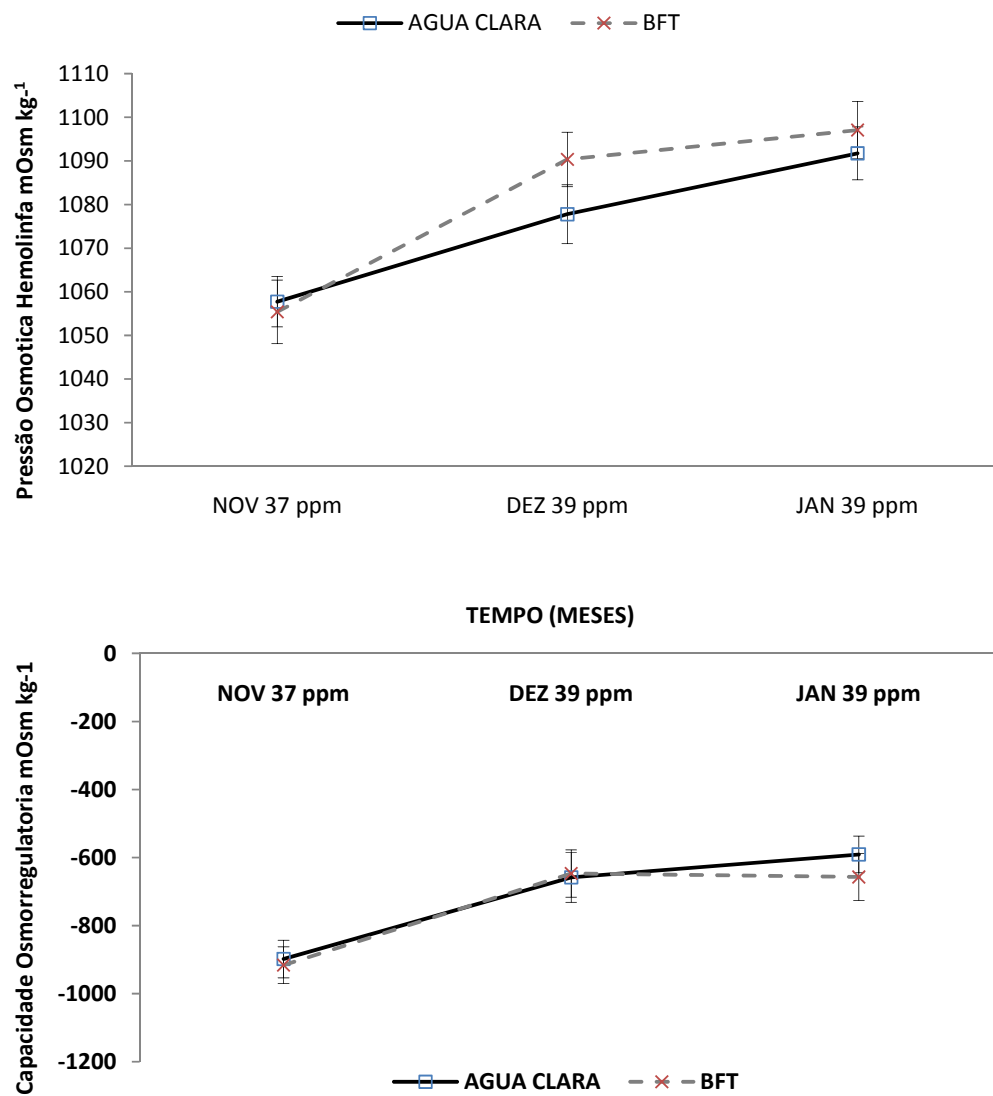 AGUA CLARA BFT
Pressão Osmotica Hemolinfa mOsm kg-1
1110
1100
1090
1080
1070
1060
1050
1040
1030
1020
NOV 37 ppm DEZ 39 ppm JAN 39 ppm
TEMPO (MESES)
Capacidade Osmorregulatoria mOsm kg-1
0
NOV 37 ppm DEZ 39 ppm JAN 39 ppm
-200
-400
-600
-800
-1000
-1200
AGUA CLARA BFT